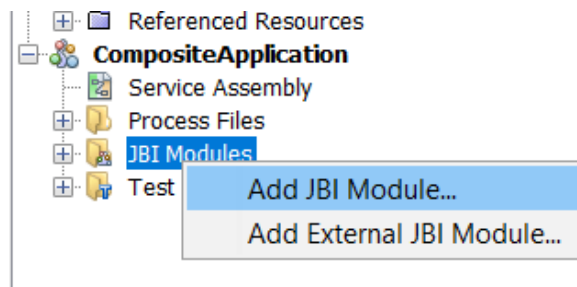 Referenced Resources
CompositeApplication
Service Assembly
Process Files
JBI Modules
Test
Add JBI Module...
Add External JBI Module...